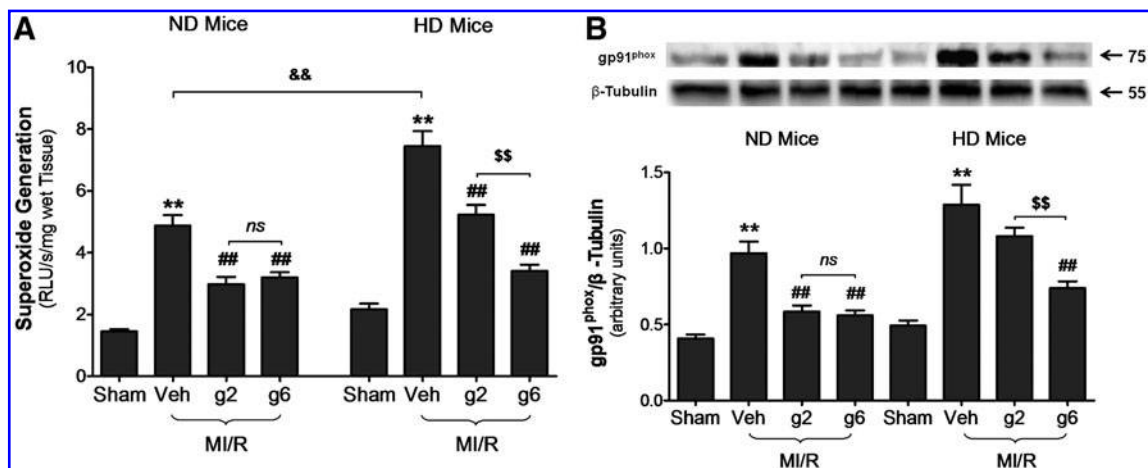 A
ND Mice HD Mice
Superoxide Generation
(RLU/s/mg wet Tissue)
10
8
6
4
2
0
&&
**
ns
## ##
**
$$
##
##
Sham Veh g2 g6 Sham Veh g2 g6
MI/R MI/R
B
gp91phox 75
β-Tubulin 55
ND Mice HD Mice
gp91phox/β -Tubulin
(arbitrary units)
1.5
1.0
0.5
0.0
**
ns
## ##
**
$$
##
Sham Veh g2 g6 Sham Veh g2 g6
MI/R MI/R